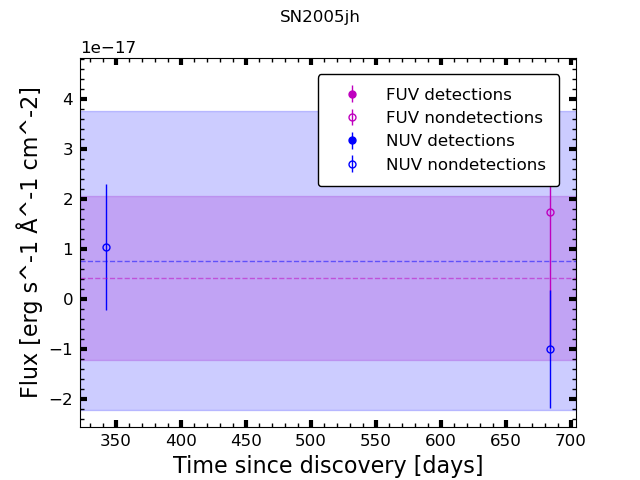 SN2005jh
1e−17
FUV detections
FUV nondetections
NUV detections
NUV nondetections
4
3
2
1
0
−1
−2
Flux [erg s^-1 Å^-1 cm^-2]
350 400 450 500 550 600 650 700
Time since discovery [days]